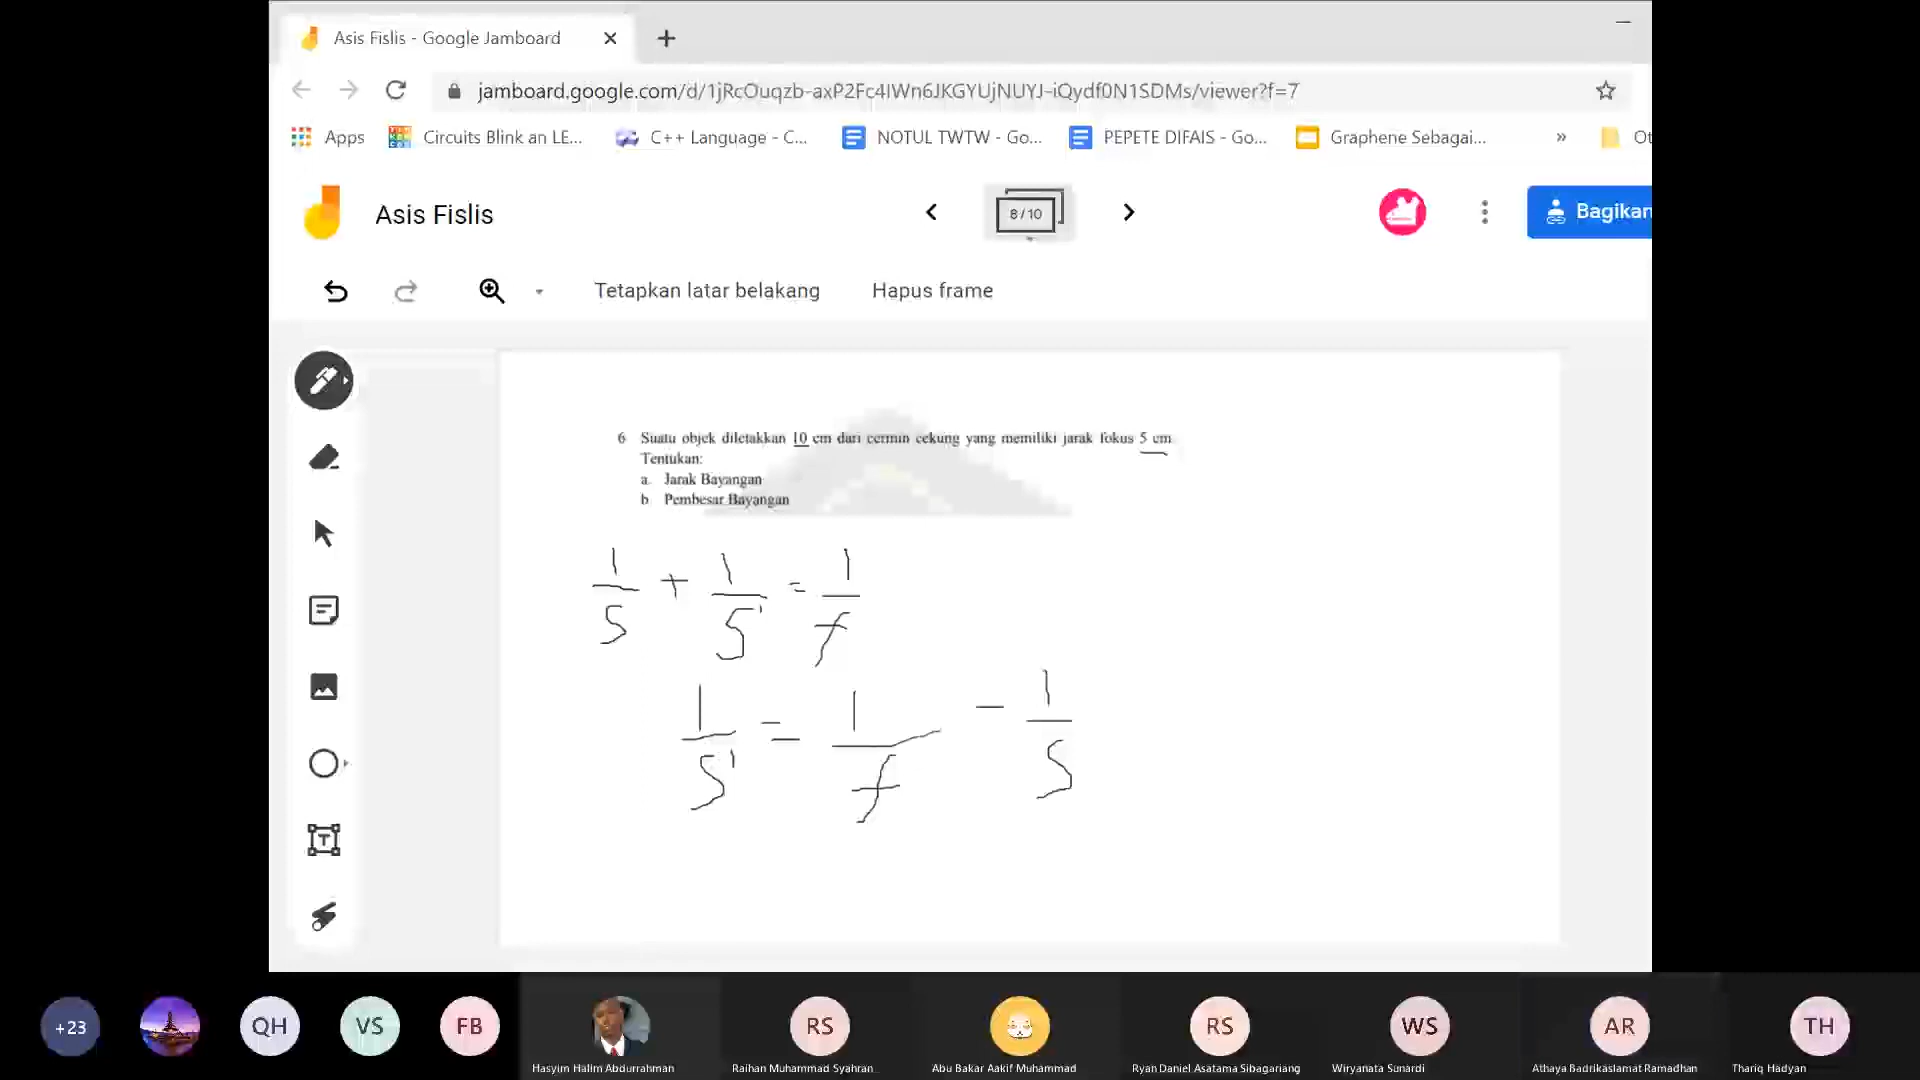 Asis Fislis - Google Jamboard
jamboard.google.com/d/1jRcOuqzb-axP2Fc4IWn6JKGYUjNUYJ-iQydf0N1SDMs/viewer?f=7
Apps Circuits Blink an LE... C++ Language - C... NOTUL TWTW - Go... PEPETE DIFAIS - Go... Graphene Sebagai... » Ot
Asis Fislis 8/10 Bagikan
Tetapkan latar belakang Hapus frame
6 Suatu objek diletakkan 10 cm dari cermin cekung yang memiliki jarak fokus 5 cm
Tentukan:
a. Jarak Bayangan
b. Pembesar Bayangan
1/s + 1/s' = 1/f
1/s' = 1/f - 1/s
+23 QH VS FB RS RS WS AR TH
Hasyim Halim Abdurrahman Raihan Muhammad Syahran Abu Bakar Aakif Muhammad Ryan Daniel Asatama Sibagariang Wiryanata Sunardi Athaya Badrikaslamat Ramadhan Thariq Hadyan